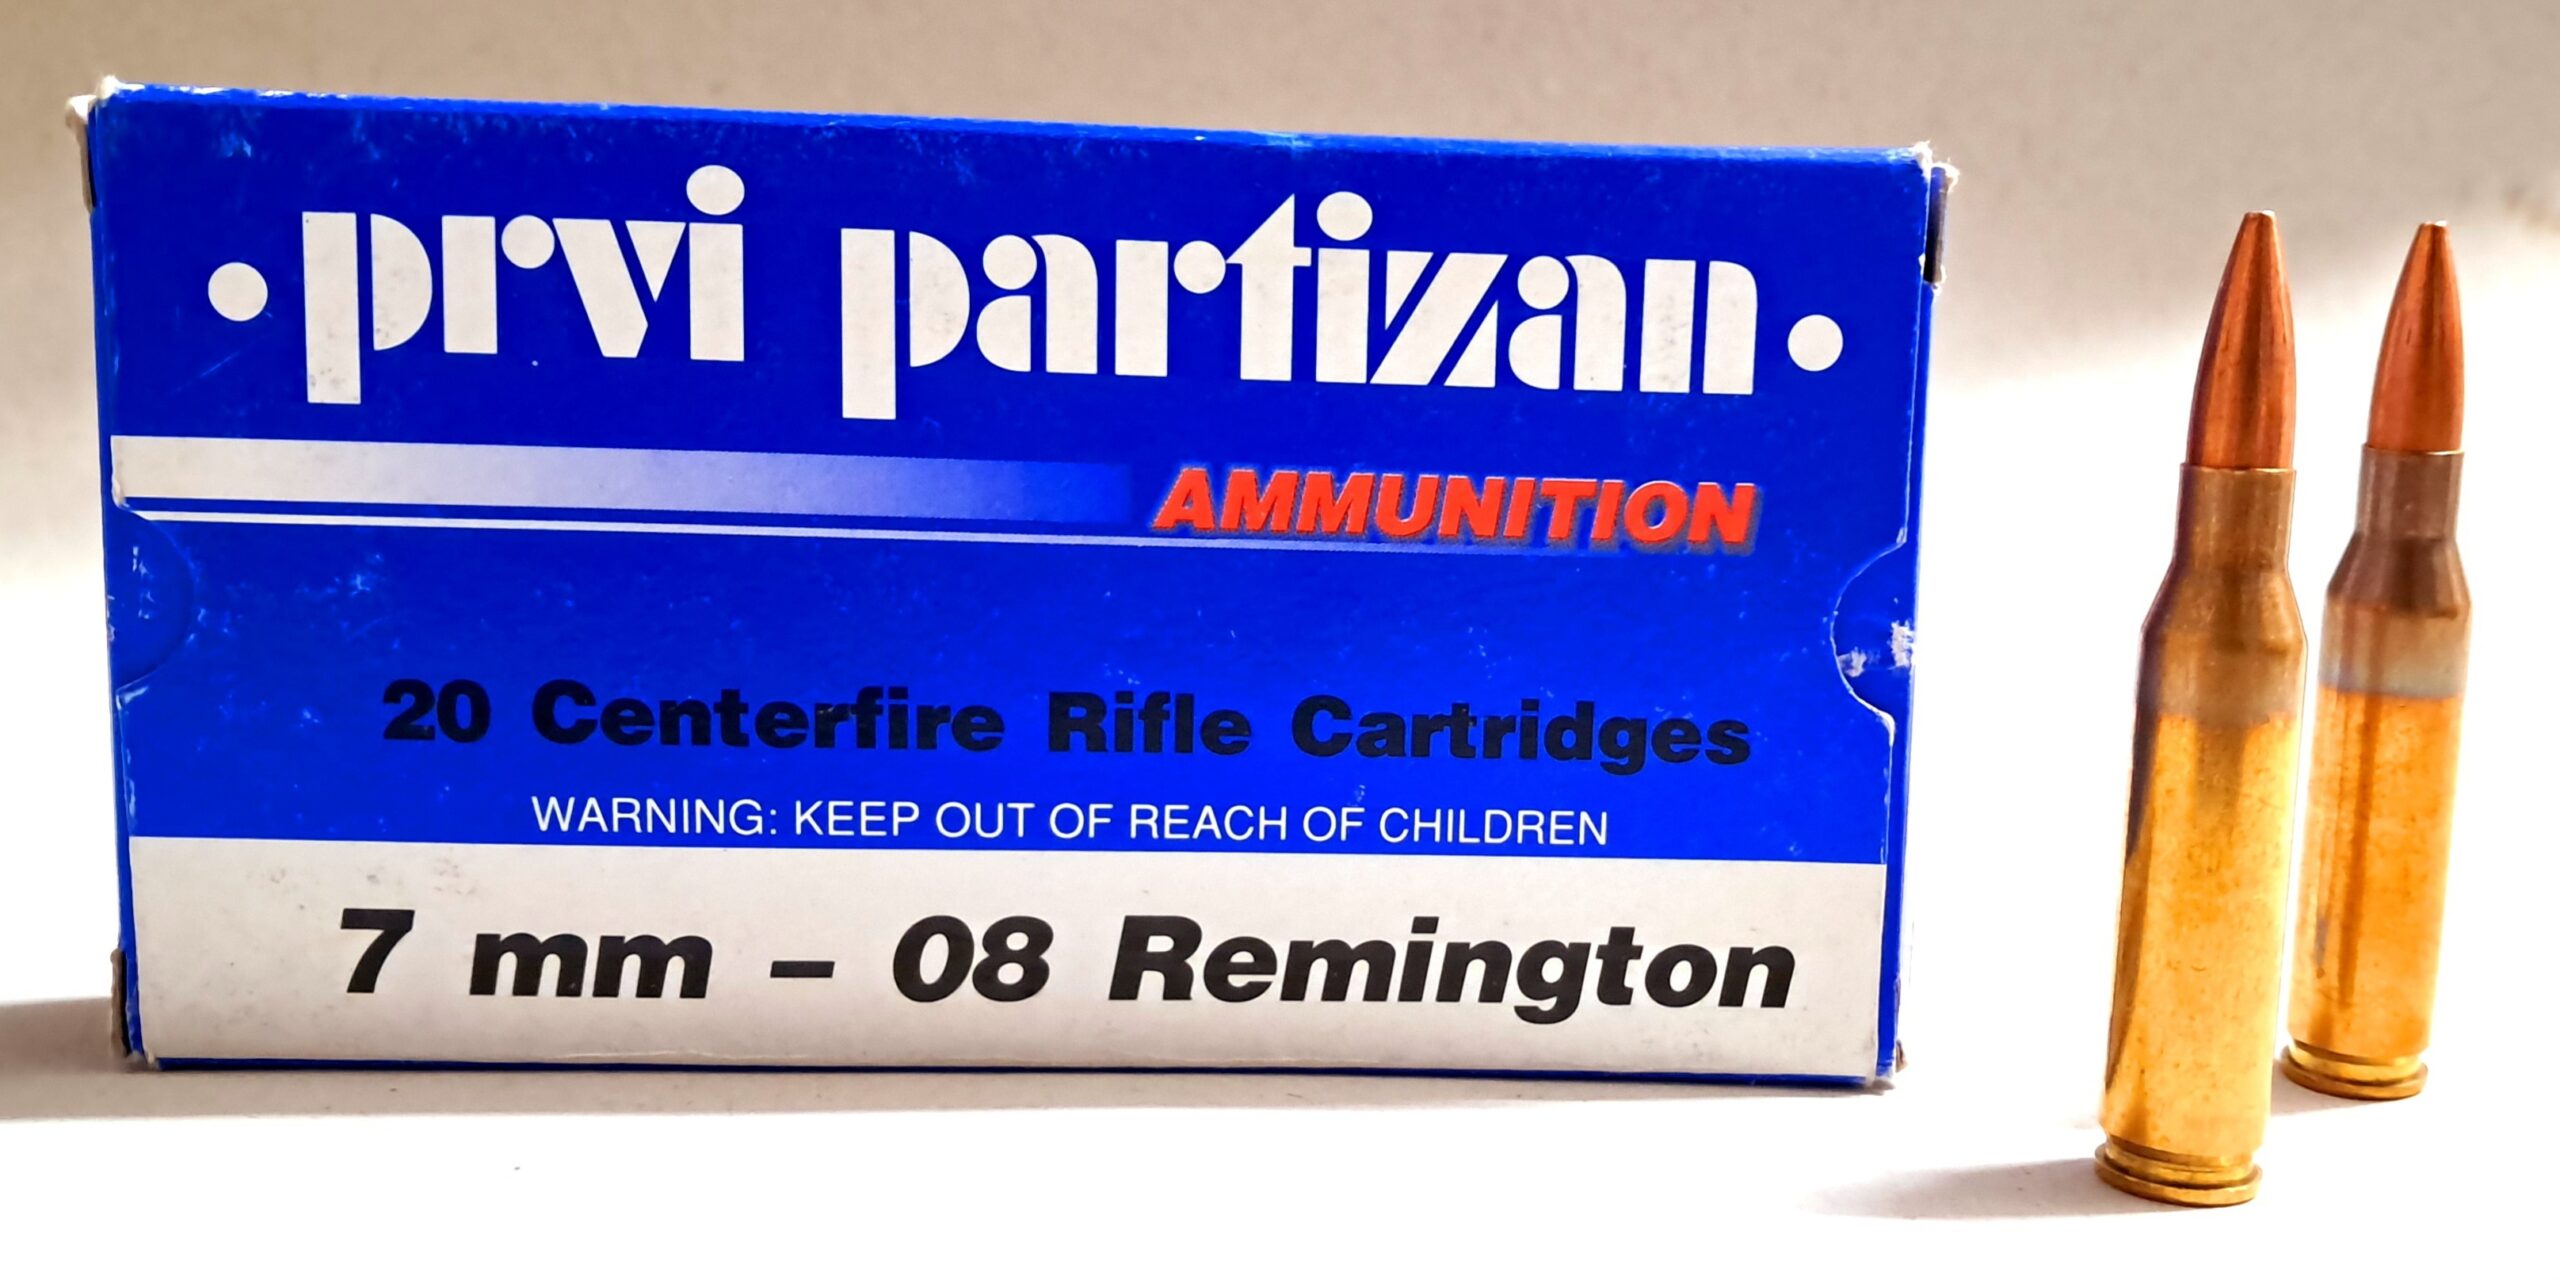 • prvi partizan •
AMMUNITION
20 Centerfire Rifle Cartridges
WARNING: KEEP OUT OF REACH OF CHILDREN
7 mm – 08 Remington